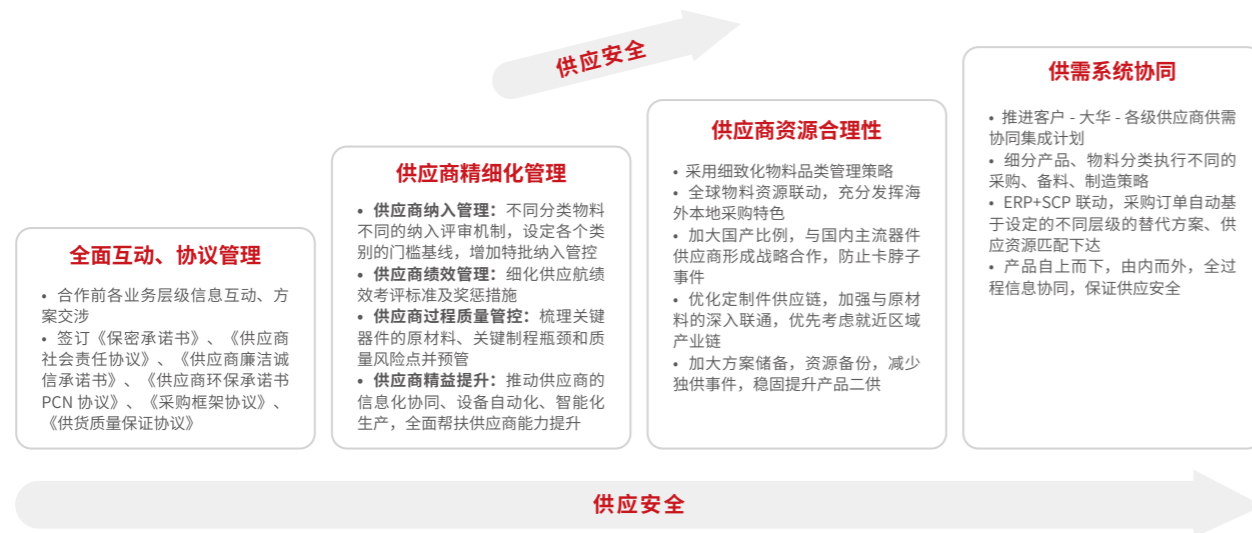 供应安全
全面互动、协议管理
• 合作前各业务层级信息互动、方
案交涉
• 签订《保密承诺书》、《供应商
社会责任协议》、《供应商廉洁诚
信承诺书》、《供应商环保承诺书
PCN 协议》、《采购框架协议》、
《供货质量保证协议》
供应商精细化管理
• 供应商纳入管理：不同分类物料
不同的纳入评审机制，设定各个类
别的门槛基线，增加特批纳入管控
• 供应商绩效管理：细化供应航绩
效考评标准及奖惩措施
• 供应商过程质量管控：梳理关键
器件的原材料、关键制程瓶颈和质
量风险点并预管
• 供应商精益提升：推动供应商的
信息化协同、设备自动化、智能化
生产，全面帮扶供应商能力提升
供应商资源合理性
• 采用细致化物料品类管理策略
• 全球物料资源联动，充分发挥海
外本地采购特色
• 加大国产比例，与国内主流器件
供应商形成战略合作，防止卡脖子
事件
• 优化定制件供应链，加强与原材
料的深入联通，优先考虑就近区域
产业链
• 加大方案储备，资源备份，减少
独供事件，稳固提升产品二供
供需系统协同
• 推进客户 - 大华 - 各级供应商供需
协同集成计划
• 细分产品、物料分类执行不同的
采购、备料、制造策略
• ERP+SCP 联动，采购订单自动基
于设定的不同层级的替代方案、供
应资源匹配下达
• 产品自上而下，由内而外，全过
程信息协同，保证供应安全
供应安全